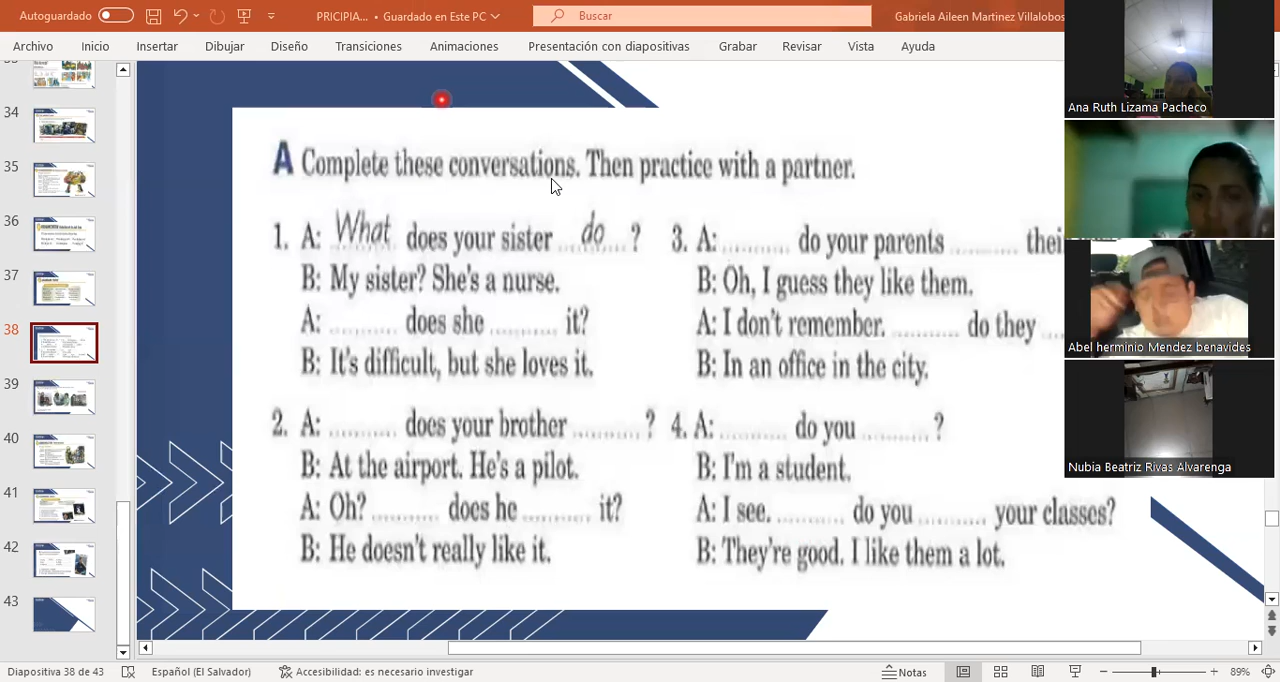 Autoguardado
PRICIPIA... • Guardado en Este PC
Buscar
Gabriela Aileen Martinez Villalobos
Archivo Inicio Insertar Dibujar Diseño Transiciones Animaciones Presentación con diapositivas Grabar Revisar Vista Ayuda
34
35
36
37
38
39
40
41
42
43
A Complete these conversations. Then practice with a partner.
1. A: What does your sister do ?
B: My sister? She's a nurse.
A: .......... does she .......... it?
B: It's difficult, but she loves it.
2. A: .......... does your brother .......... ?
B: At the airport. He's a pilot.
A: Oh? .......... does he .......... it?
B: He doesn't really like it.
3. A: .......... do your parents ..........
B: Oh, I guess they like them.
A: I don't remember. .......... do they
B: In an office in the city.
4. A: .......... do you .......... ?
B: I'm a student.
A: I see. .......... do you .......... your classes?
B: They're good. I like them a lot.
Ana Ruth Lizama Pacheco
Abel herminio Mendez benavides
Nubia Beatriz Rivas Alvarenga
Diapositiva 38 de 43 Español (El Salvador) Accesibilidad: es necesario investigar Notas 89%